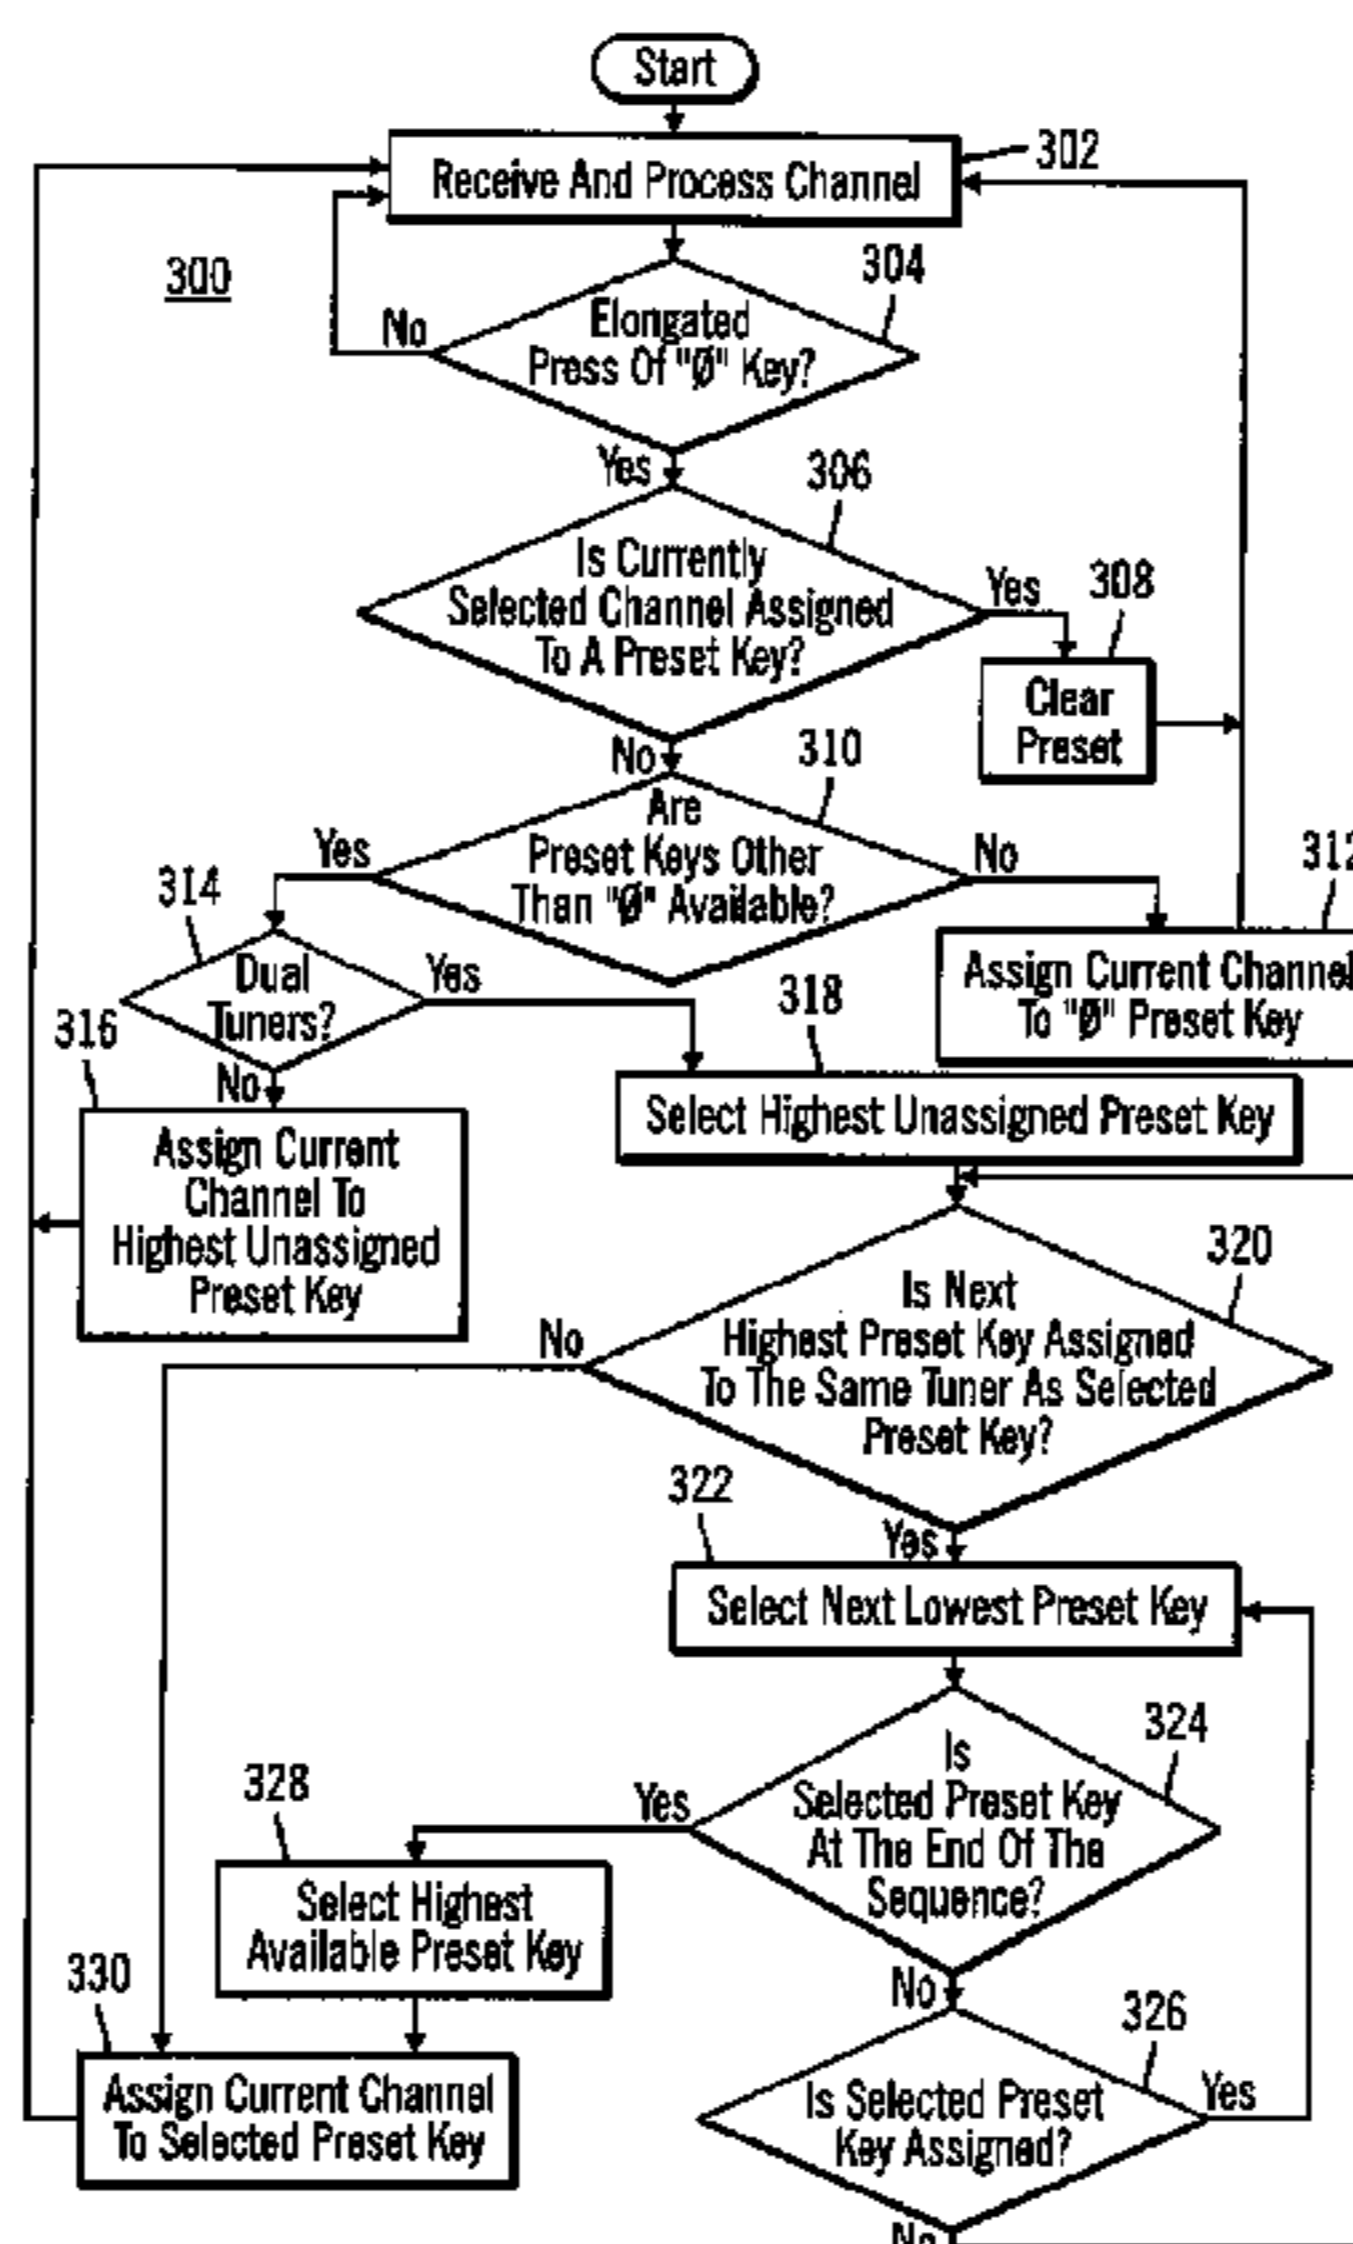 Start
302
Receive And Process Channel
300
304
No
Elongated
Press Of "Ø" Key?
Yes
306
Is Currently
Selected Channel Assigned
To A Preset Key?
Yes
308
Clear
Preset
No
310
Are
Preset Keys Other
Than "Ø" Available?
Yes
No
312
314
Dual
Tuners?
Yes
318
Assign Current Channel
To "Ø" Preset Key
316
No
Select Highest Unassigned Preset Key
Assign Current
Channel To
Highest Unassigned
Preset Key
320
No
Is Next
Highest Preset Key Assigned
To The Same Tuner As Selected
Preset Key?
322
Yes
Select Next Lowest Preset Key
324
Is
Selected Preset Key
At The End Of The
Sequence?
328
Yes
Select Highest
Available Preset Key
No
330
326
Assign Current Channel
To Selected Preset Key
Is Selected Preset
Key Assigned?
Yes
No